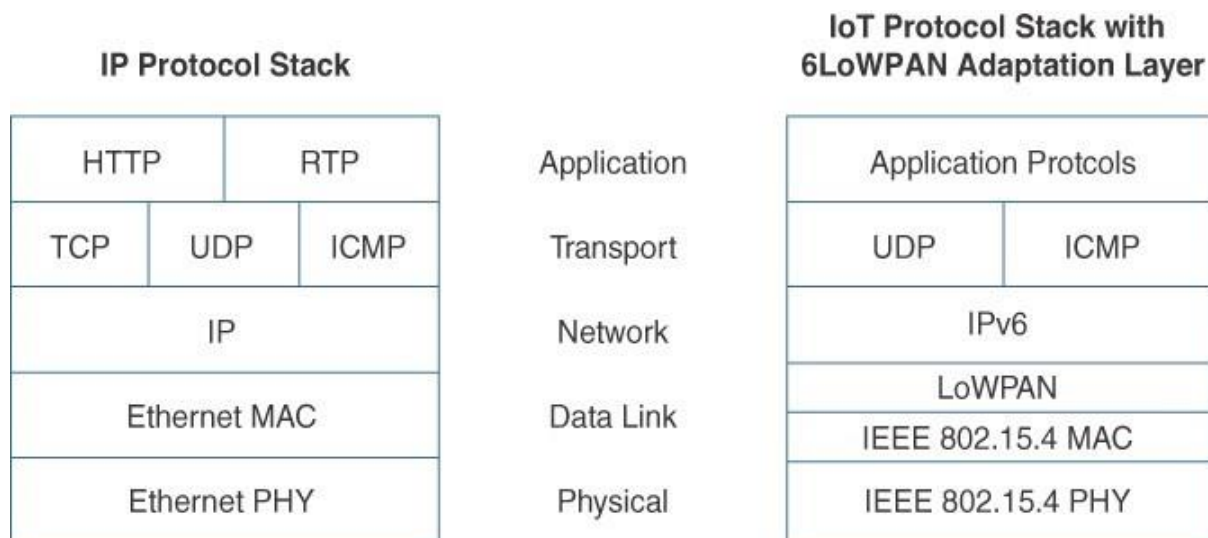 IP Protocol Stack
IoT Protocol Stack with
6LoWPAN Adaptation Layer
HTTP RTP Application Application Protcols
TCP UDP ICMP Transport UDP ICMP
IP Network IPv6
Ethernet MAC Data Link LoWPAN
IEEE 802.15.4 MAC
Ethernet PHY Physical IEEE 802.15.4 PHY